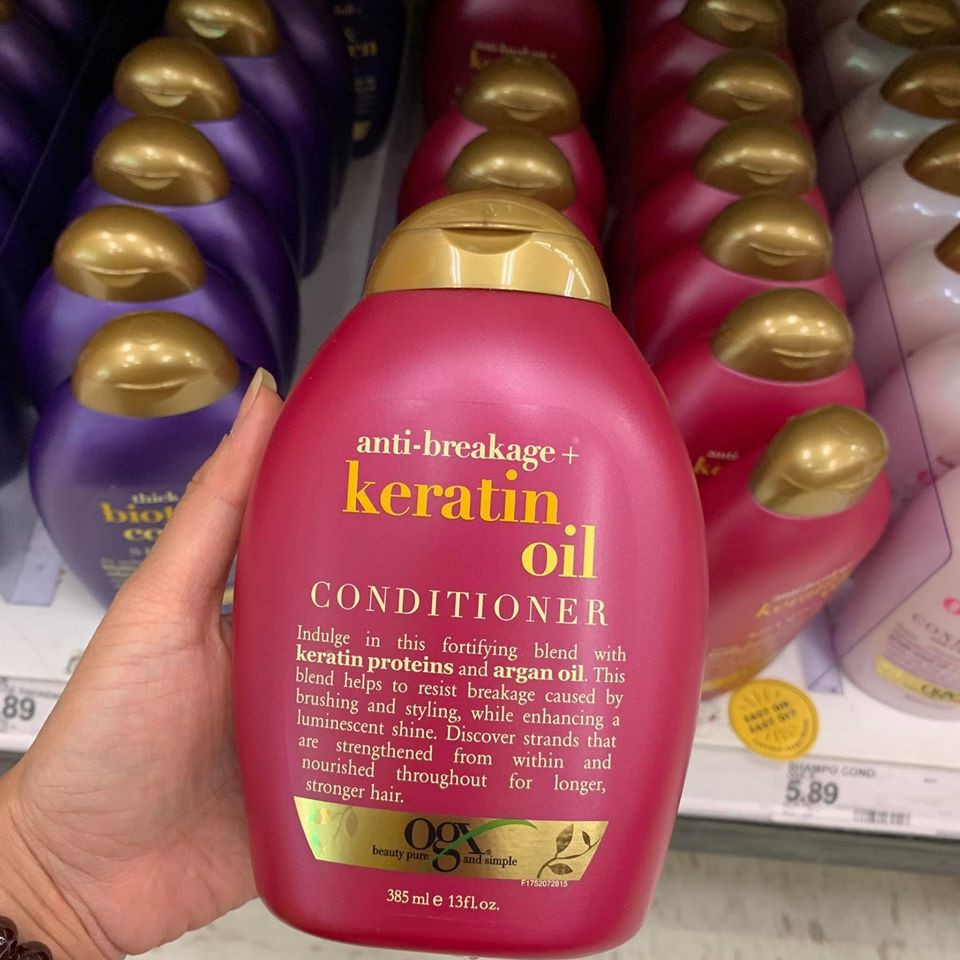 anti-breakage +
keratin
oil
CONDITIONER
Indulge in this fortifying blend with
keratin proteins and argan oil. This
blend helps to resist breakage caused by
brushing and styling, while enhancing a
luminescent shine. Discover strands that
are strengthened from within and
nourished throughout for longer,
stronger hair.
ogx®
beauty pure and simple
F1752072815
385 ml e 13fl.oz.
thick
89
SHAMPO COND
5.89